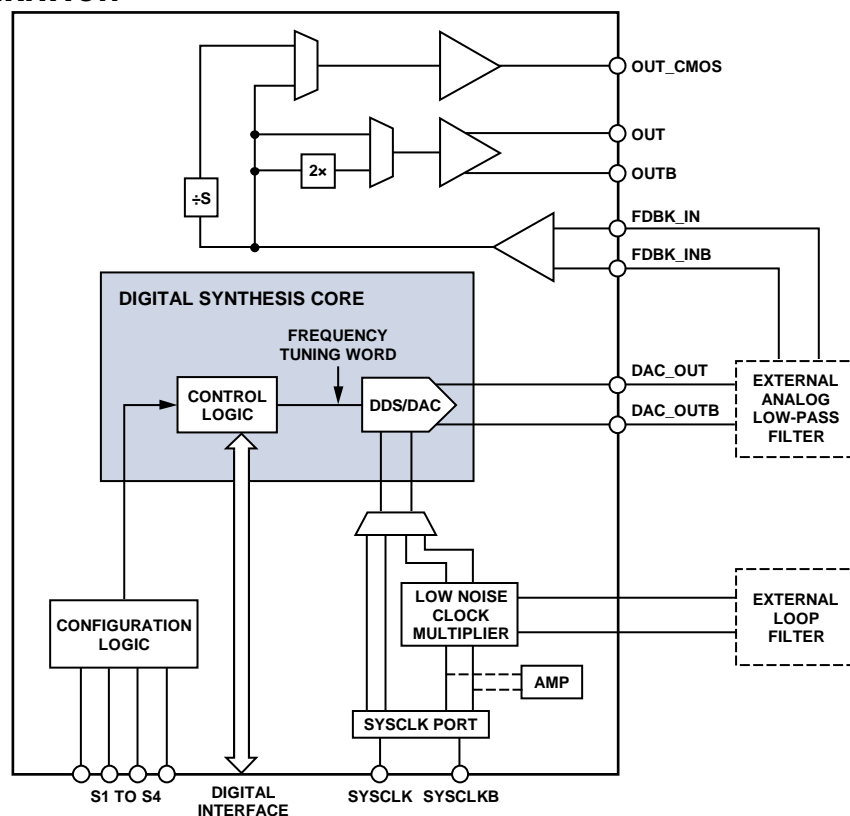 OUT_CMOS
OUT
2×
OUTB
÷S
FDBK_IN
FDBK_INB
DIGITAL SYNTHESIS CORE
FREQUENCY
TUNING WORD
DAC_OUT
CONTROL
LOGIC
DDS/DAC
DAC_OUTB
EXTERNAL
ANALOG
LOW-PASS
FILTER
LOW NOISE
CLOCK
MULTIPLIER
EXTERNAL
LOOP
FILTER
CONFIGURATION
LOGIC
AMP
SYSCLK PORT
S1 TO S4
DIGITAL
INTERFACE
SYSCLK
SYSCLKB